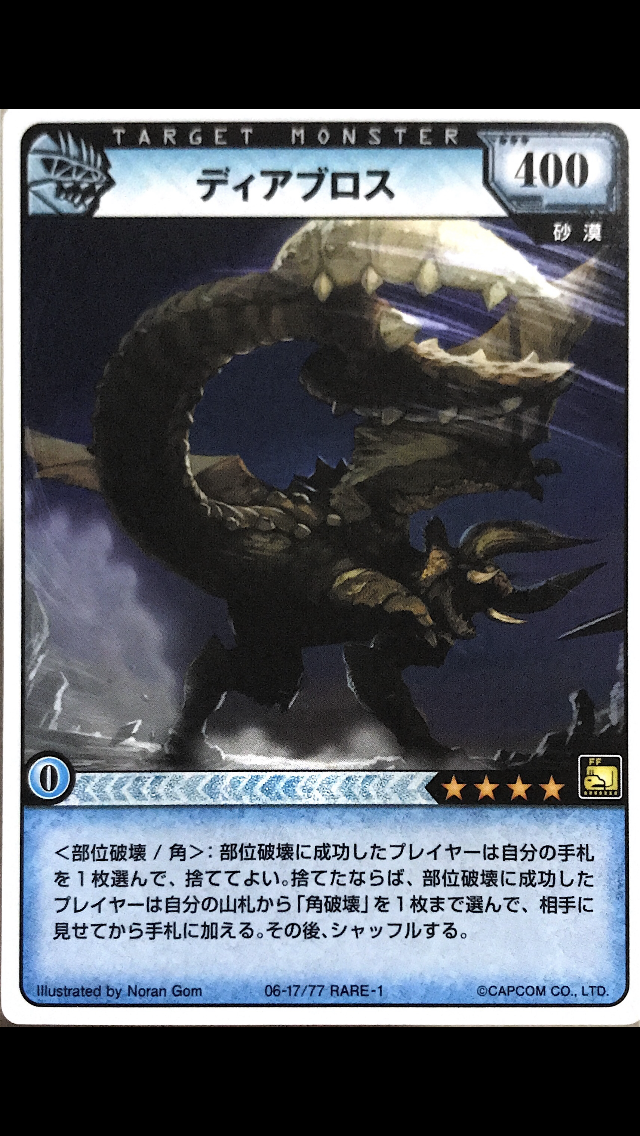 TARGET MONSTER
ディアブロス
400
砂漠
0
FF
<部位破壊 / 角>:部位破壊に成功したプレイヤーは自分の手札
を1枚選んで、捨ててよい。捨てたならば、部位破壊に成功した
プレイヤーは自分の山札から「角破壊」を1枚まで選んで、相手に
見せてから手札に加える。その後、シャッフルする。
Illustrated by Noran Gom
06-17/77 RARE-1
©CAPCOM CO., LTD.